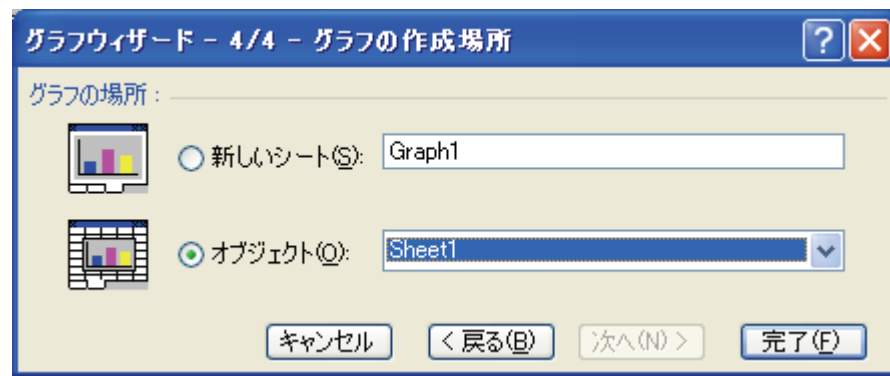 グラフウィザード - 4/4 - グラフの作成場所
グラフの場所：
新しいシート(S): Graph1
オブジェクト(O): Sheet1
キャンセル < 戻る(B) 次へ(N) > 完了(F)